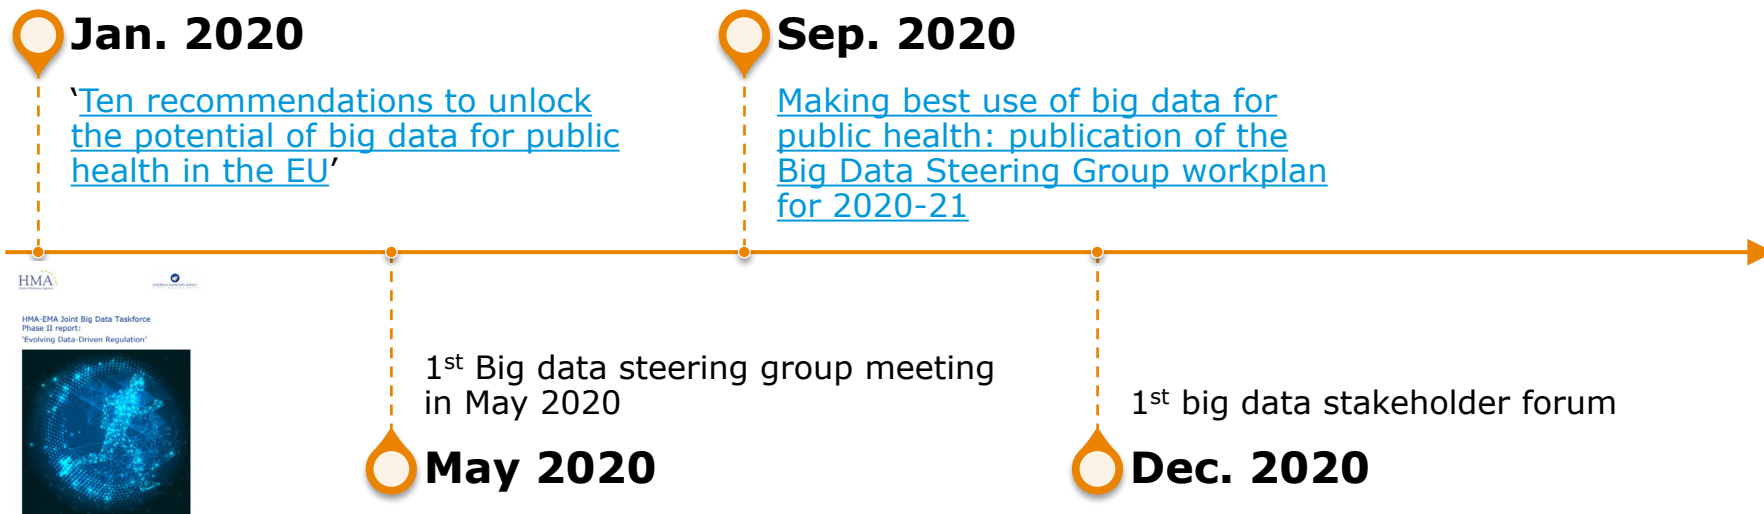 Jan. 2020
‘Ten recommendations to unlock
the potential of big data for public
health in the EU’
Sep. 2020
Making best use of big data for
public health: publication of the
Big Data Steering Group workplan
for 2020-21
HMA
EUROPEAN MEDICINES AGENCY
HMA-EMA Joint Big Data Taskforce
Phase II report:
‘Evolving Data-Driven Regulation’
1st Big data steering group meeting
in May 2020
May 2020
1st big data stakeholder forum
Dec. 2020